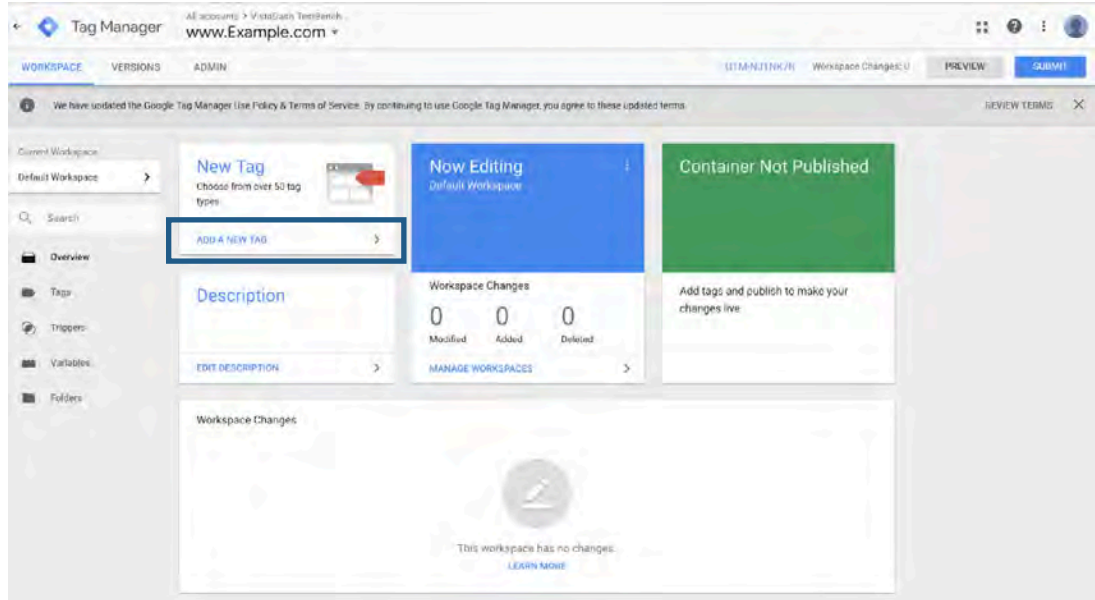 Tag Manager
All accounts > VistaDash TestBench
www.Example.com
WORKSPACE
VERSIONS
ADMIN
Workspace Changes: 0
PREVIEW
SUBMIT
We have updated the Google Tag Manager Use Policy & Terms of Service. By continuing to use Google Tag Manager, you agree to these updated terms.
REVIEW TERMS
Current Workspace
Default Workspace
Search
Overview
Tags
Triggers
Variables
Folders
New Tag
Choose from over 50 tag
types
ADD A NEW TAG
Description
EDIT DESCRIPTION
Now Editing
Default Workspace
Workspace Changes
0 0 0
Modified Added Deleted
MANAGE WORKSPACES
Container Not Published
Add tags and publish to make your
changes live
Workspace Changes
This workspace has no changes.
LEARN MORE